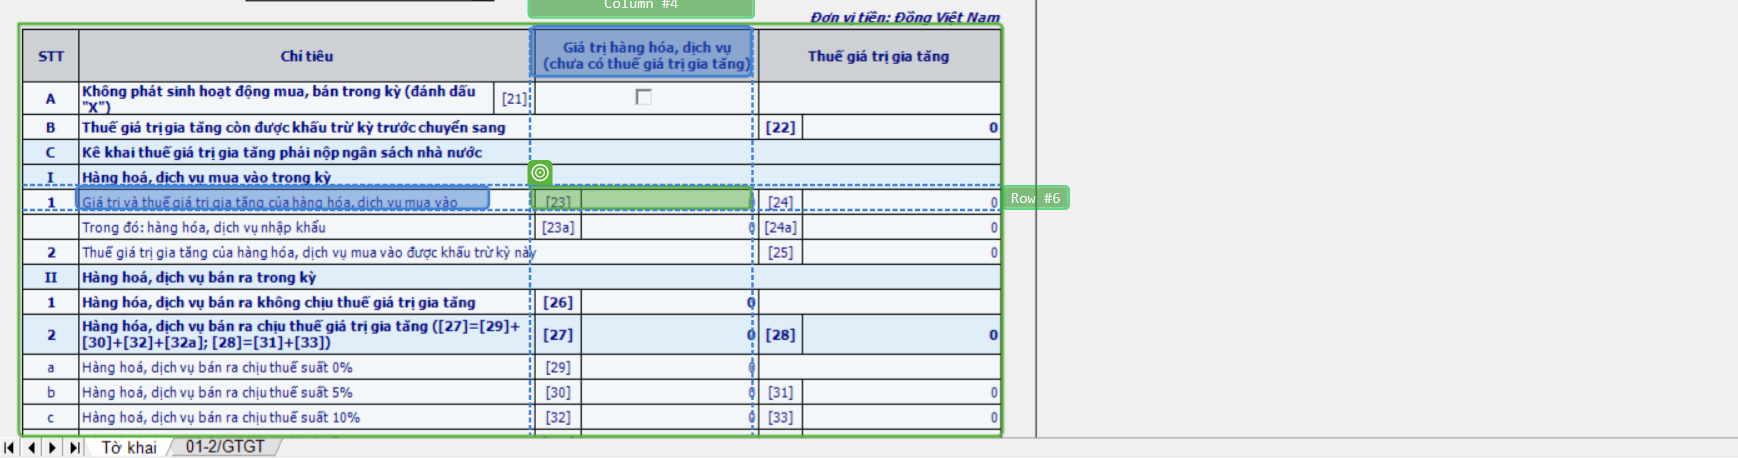 Column #4
Đơn vị tiền: Đồng Việt Nam
STT Chỉ tiêu Giá trị hàng hóa, dịch vụ (chưa có thuế giá trị gia tăng) Thuế giá trị gia tăng
A Không phát sinh hoạt động mua, bán trong kỳ (đánh dấu "X") [21]
B Thuế giá trị gia tăng còn được khấu trừ kỳ trước chuyển sang [22] 0
C Kê khai thuế giá trị gia tăng phải nộp ngân sách nhà nước
I Hàng hoá, dịch vụ mua vào trong kỳ
1 Giá trị và thuế giá trị gia tăng của hàng hóa, dịch vụ mua vào [23] 0 [24] 0
Row #6
Trong đó: hàng hóa, dịch vụ nhập khẩu [23a] 0 [24a] 0
2 Thuế giá trị gia tăng của hàng hóa, dịch vụ mua vào được khấu trừ kỳ này [25] 0
II Hàng hoá, dịch vụ bán ra trong kỳ
1 Hàng hóa, dịch vụ bán ra không chịu thuế giá trị gia tăng [26] 0
2 Hàng hóa, dịch vụ bán ra chịu thuế giá trị gia tăng ([27]=[29]+
[30]+[32]+[32a]; [28]=[31]+[33]) [27] 0 [28] 0
a Hàng hoá, dịch vụ bán ra chịu thuế suất 0% [29] 0
b Hàng hoá, dịch vụ bán ra chịu thuế suất 5% [30] 0 [31] 0
c Hàng hoá, dịch vụ bán ra chịu thuế suất 10% [32] 0 [33] 0
Tờ khai 01-2/GTGT